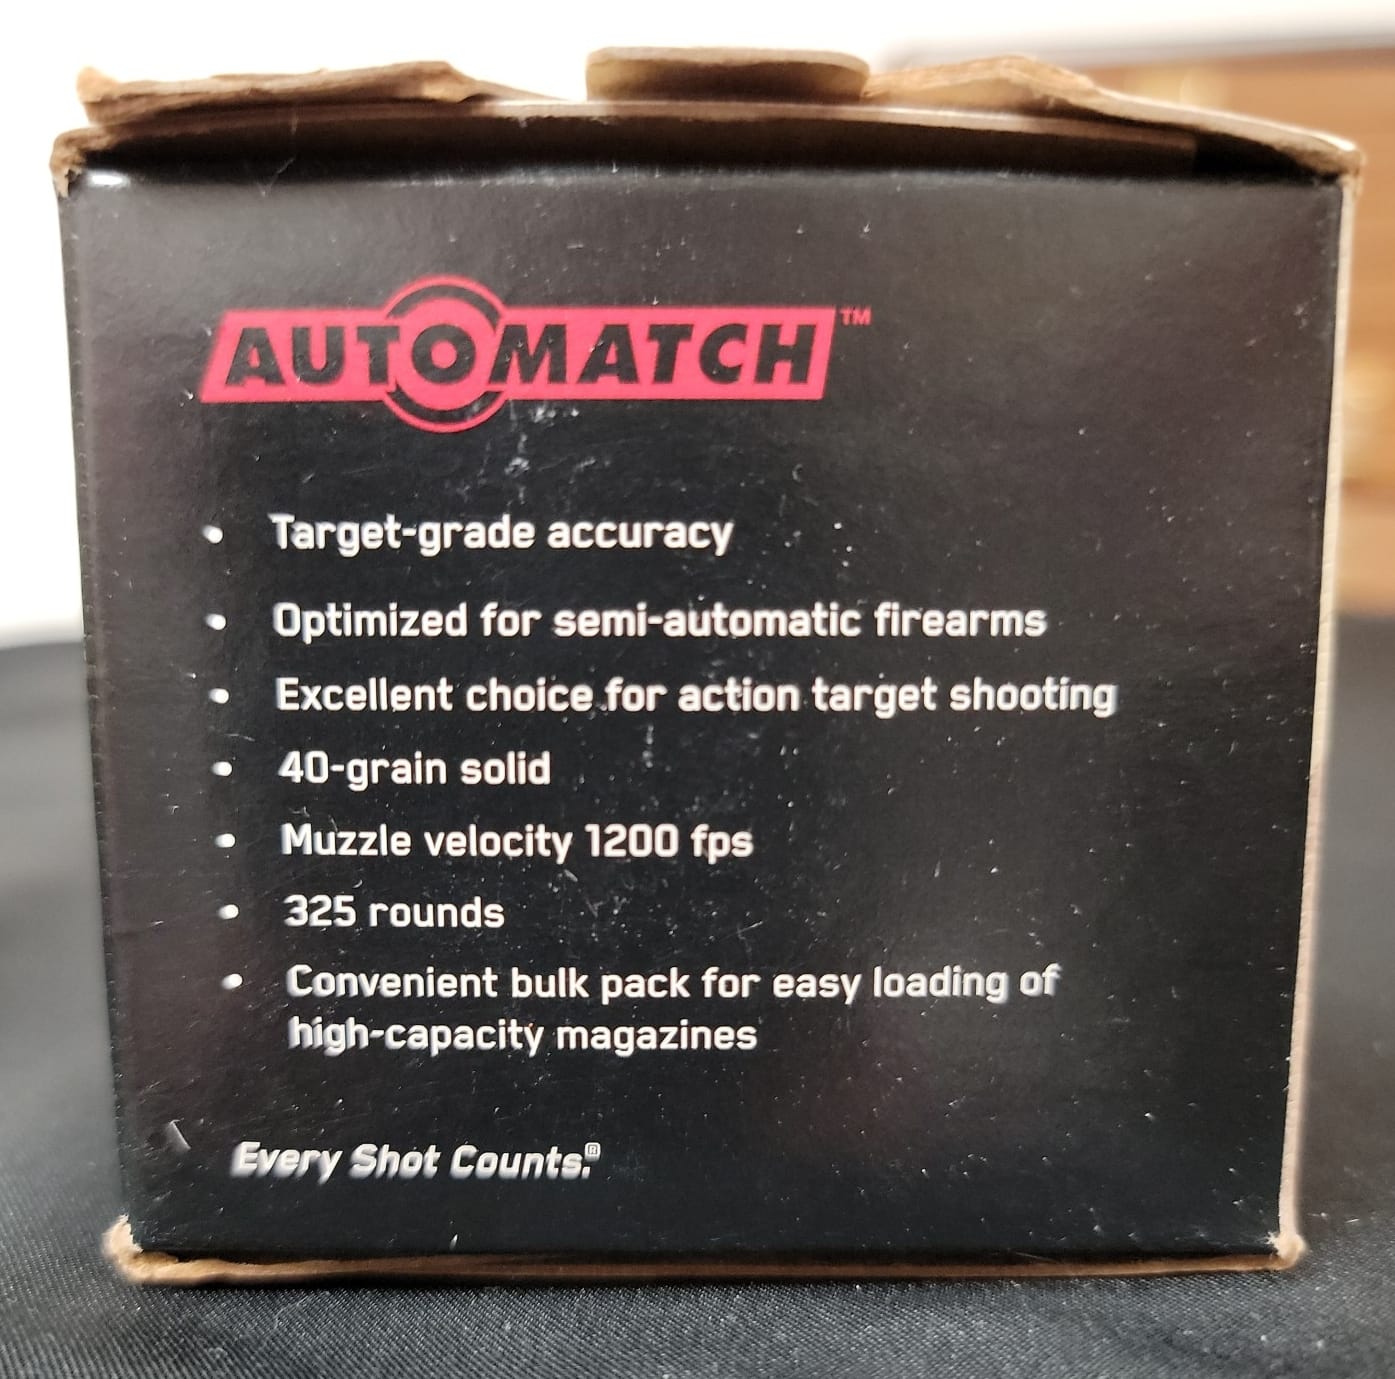 AUTOMATCH™
• Target-grade accuracy
• Optimized for semi-automatic firearms
• Excellent choice for action target shooting
• 40-grain solid
• Muzzle velocity 1200 fps
• 325 rounds
• Convenient bulk pack for easy loading of
high-capacity magazines
Every Shot Counts.®